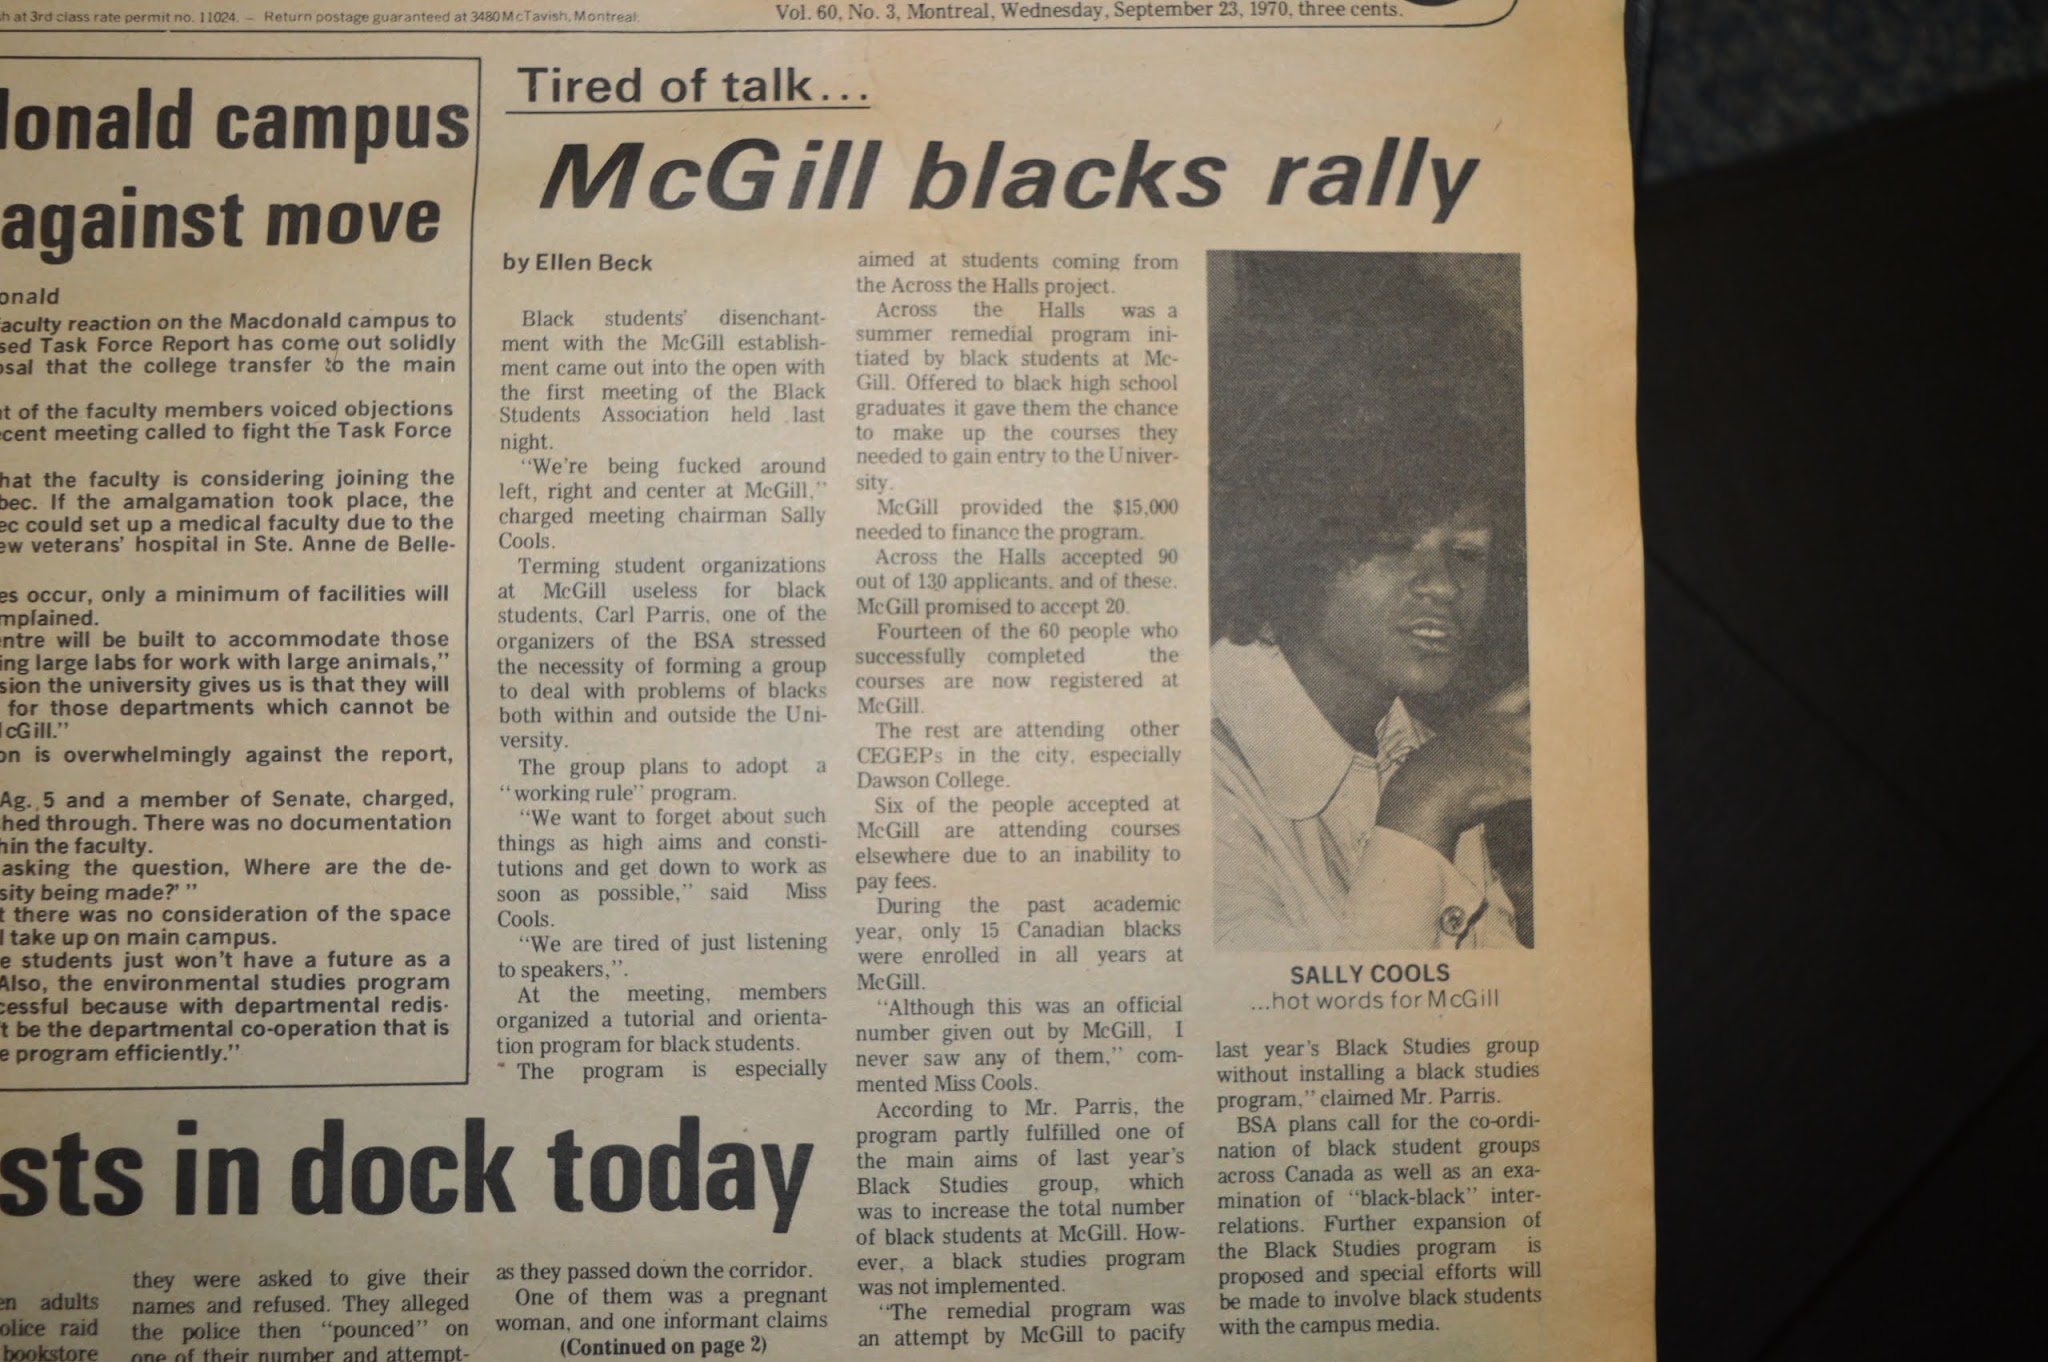 h at 3rd class rate permit no. 11024. — Return postage guaranteed at 3480 McTavish, Montreal.
Vol. 60, No. 3, Montreal, Wednesday, September 23, 1970, three cents.
donald campus
against move
onald
faculty reaction on the Macdonald campus to
sed Task Force Report has come out solidly
osal that the college transfer to the main
nt of the faculty members voiced objections
ecent meeting called to fight the Task Force
hat the faculty is considering joining the
bec. If the amalgamation took place, the
ec could set up a medical faculty due to the
ew veterans' hospital in Ste. Anne de Belle-
es occur, only a minimum of facilities will
mplained.
entre will be built to accommodate those
ing large labs for work with large animals,"
sion the university gives us is that they will
for those departments which cannot be
cGill."
on is overwhelmingly against the report,
Ag. 5 and a member of Senate, charged,
shed through. There was no documentation
hin the faculty.
asking the question, Where are the de-
sity being made?' "
t there was no consideration of the space
l take up on main campus.
e students just won't have a future as a
Also, the environmental studies program
cessful because with departmental redis-
't be the departmental co-operation that is
e program efficiently."
Tired of talk...
McGill blacks rally
by Ellen Beck
Black students' disenchant-
ment with the McGill establish-
ment came out into the open with
the first meeting of the Black
Students Association held last
night.
"We're being fucked around
left, right and center at McGill,"
charged meeting chairman Sally
Cools.
Terming student organizations
at McGill useless for black
students, Carl Parris, one of the
organizers of the BSA stressed
the necessity of forming a group
to deal with problems of blacks
both within and outside the Uni-
versity.
The group plans to adopt a
"working rule" program.
"We want to forget about such
things as high aims and consti-
tutions and get down to work as
soon as possible," said Miss
Cools.
"We are tired of just listening
to speakers,".
At the meeting, members
organized a tutorial and orienta-
tion program for black students.
The program is especially
aimed at students coming from
the Across the Halls project.
Across the Halls was a
summer remedial program ini-
tiated by black students at Mc-
Gill. Offered to black high school
graduates it gave them the chance
to make up the courses they
needed to gain entry to the Univer-
sity.
McGill provided the $15,000
needed to finance the program.
Across the Halls accepted 90
out of 130 applicants, and of these,
McGill promised to accept 20.
Fourteen of the 60 people who
successfully completed the
courses are now registered at
McGill.
The rest are attending other
CEGEPs in the city, especially
Dawson College.
Six of the people accepted at
McGill are attending courses
elsewhere due to an inability to
pay fees.
During the past academic
year, only 15 Canadian blacks
were enrolled in all years at
McGill.
"Although this was an official
number given out by McGill, I
never saw any of them," com-
mented Miss Cools.
According to Mr. Parris, the
program partly fulfilled one of
the main aims of last year's
Black Studies group, which
was to increase the total number
of black students at McGill. How-
ever, a black studies program
was not implemented.
"The remedial program was
an attempt by McGill to pacify
SALLY COOLS
...hot words for McGill
last year's Black Studies group
without installing a black studies
program," claimed Mr. Parris.
BSA plans call for the co-ordi-
nation of black student groups
across Canada as well as an exa-
mination of "black-black" inter-
relations. Further expansion of
the Black Studies program is
proposed and special efforts will
be made to involve black students
with the campus media.
sts in dock today
en adults
olice raid
bookstore
they were asked to give their
names and refused. They alleged
the police then "pounced" on
one of their number and attempt-
as they passed down the corridor.
One of them was a pregnant
woman, and one informant claims
(Continued on page 2)